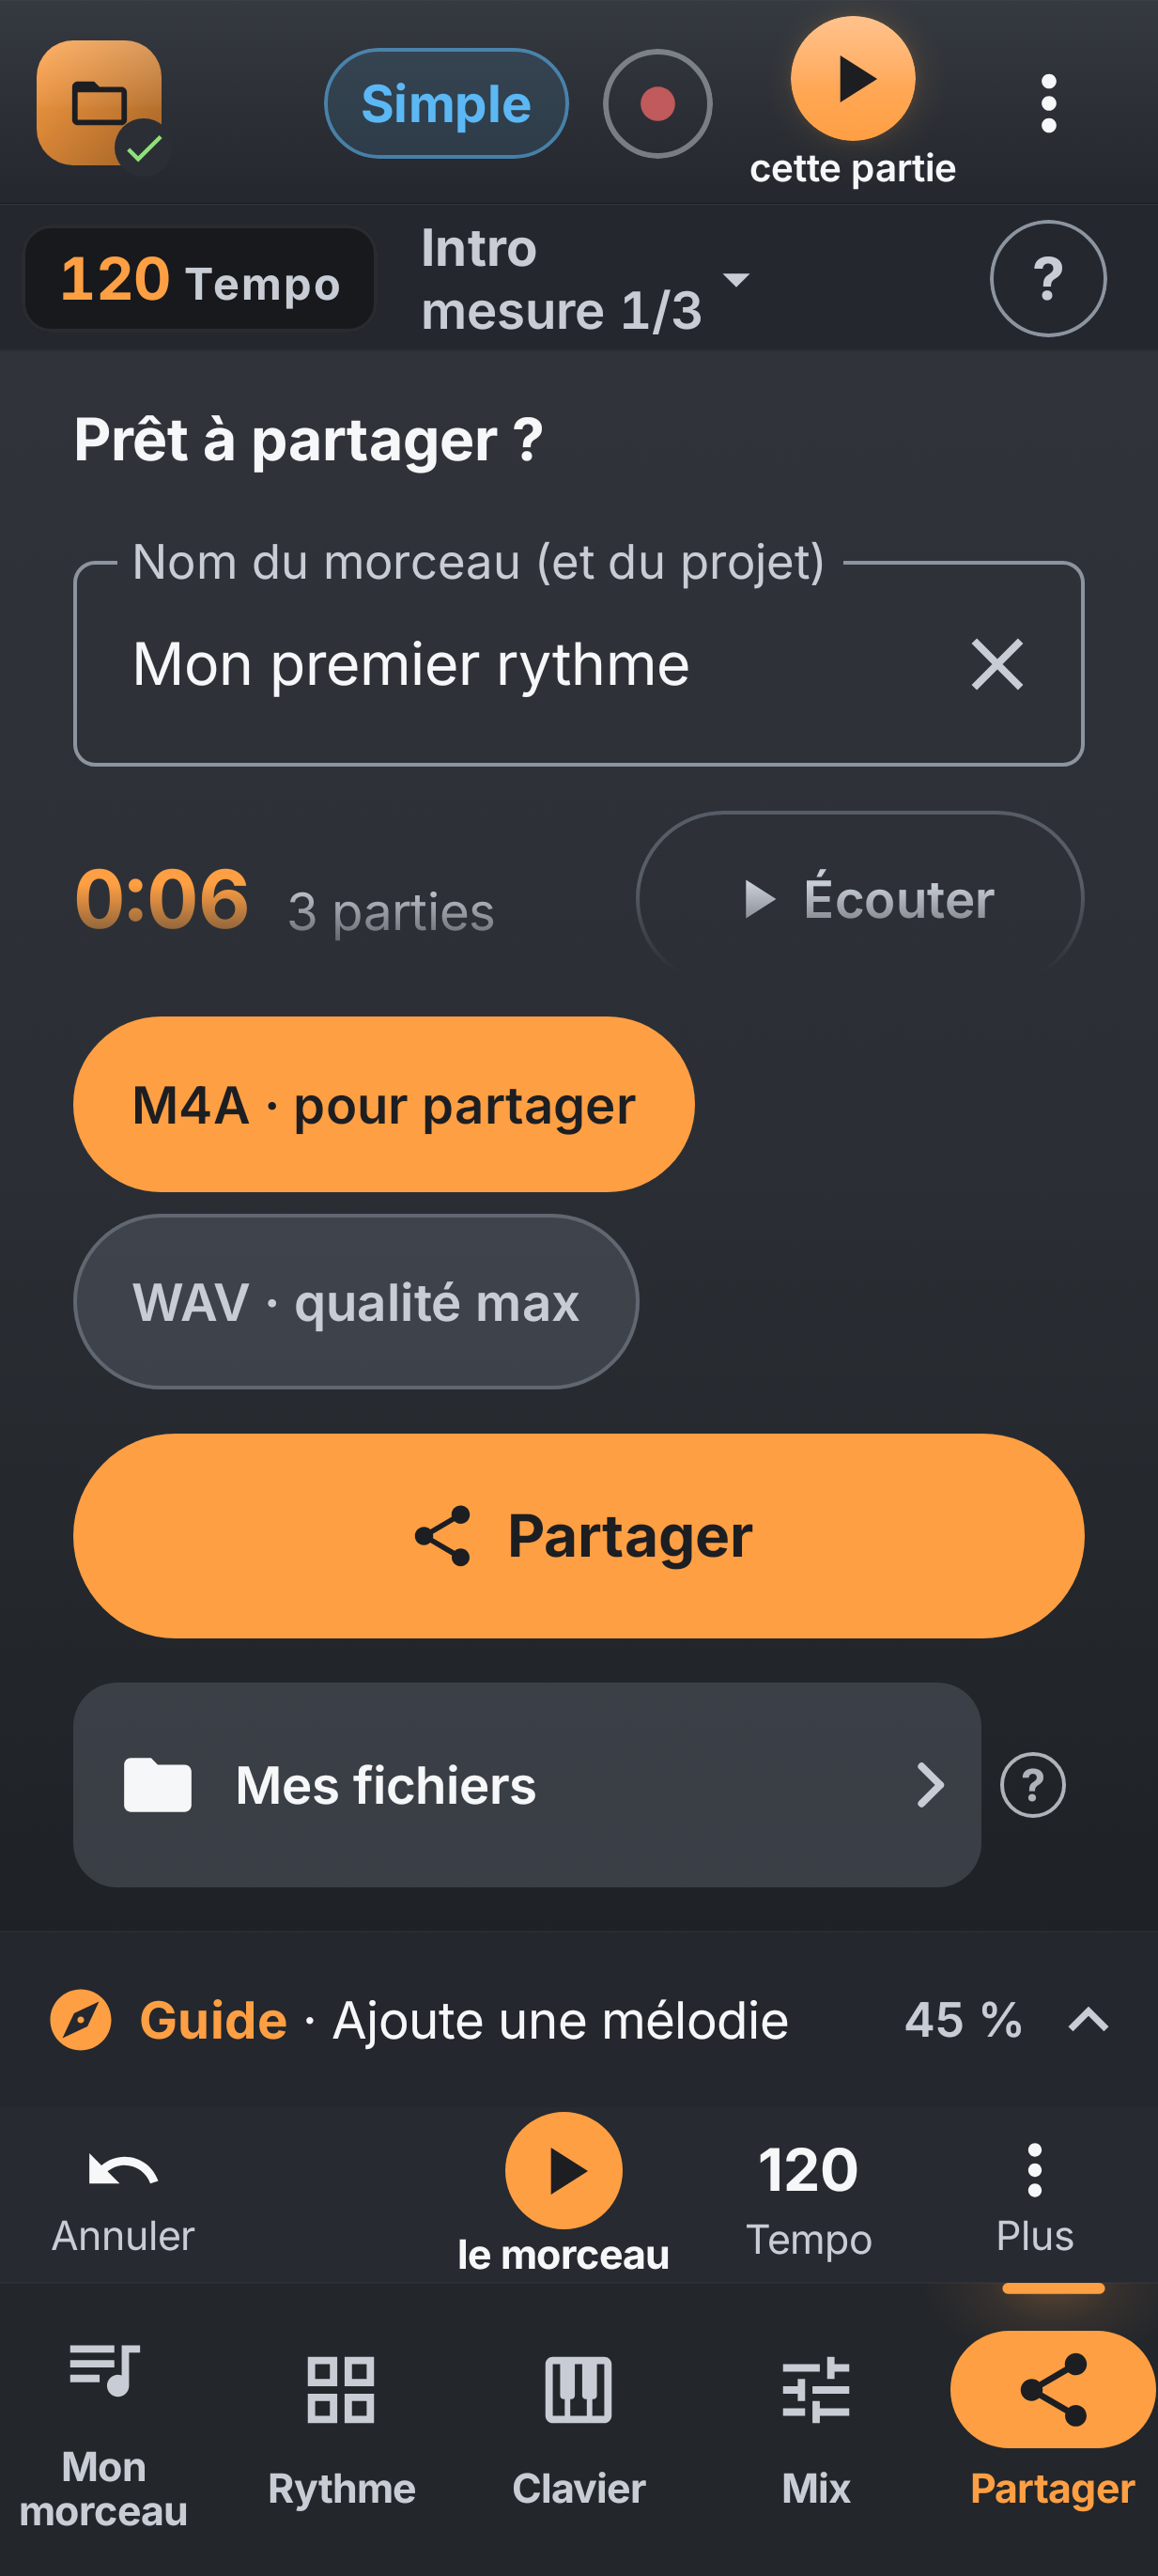 Simple
cette partie
120 Tempo
Intro
mesure 1/3
?
Prêt à partager ?
Nom du morceau (et du projet)
Mon premier rythme
0:06 3 parties
Écouter
M4A · pour partager
WAV · qualité max
Partager
Mes fichiers
?
Guide · Ajoute une mélodie 45 %
Annuler
le morceau
120
Tempo
Plus
Mon
morceau
Rythme
Clavier
Mix
Partager